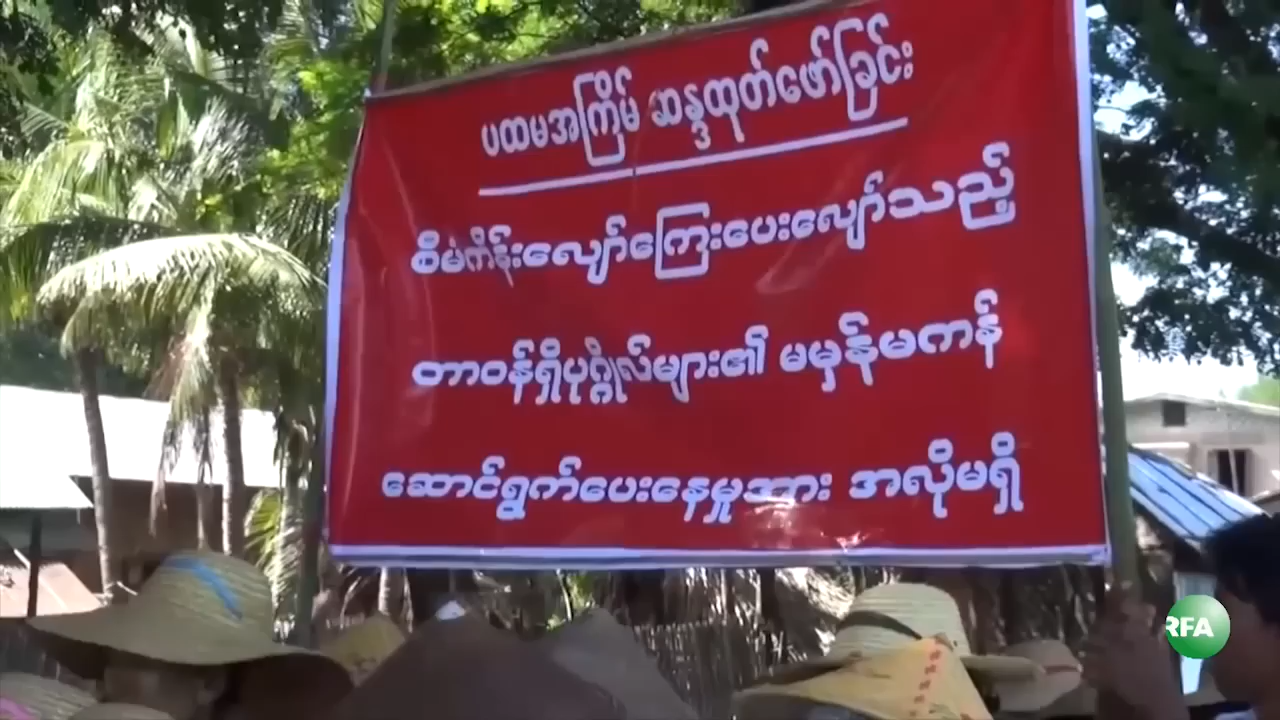 ပထမအကြိမ် ဆန္ဒထုတ်ဖော်ခြင်း
စီမံကိန်းလျော်ကြေးပေးလျော်သည့်
တာဝန်ရှိပုဂ္ဂိုလ်များ၏ မမှန်မကန်
ဆောင်ရွက်ပေးနေမှုအား အလိုမရှိ
RFA